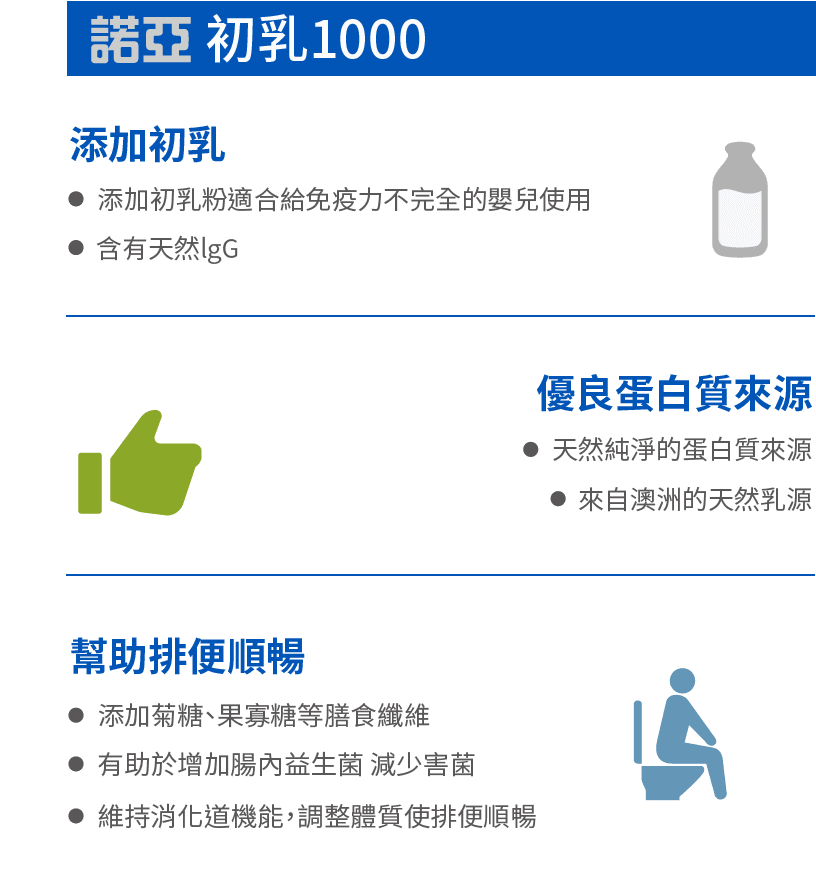 諾亞 初乳1000
添加初乳
● 添加初乳粉適合給免疫力不完全的嬰兒使用
● 含有天然lgG
優良蛋白質來源
● 天然純淨的蛋白質來源
● 來自澳洲的天然乳源
幫助排便順暢
● 添加菊糖、果寡糖等膳食纖維
● 有助於增加腸內益生菌 減少害菌
● 維持消化道機能，調整體質使排便順暢